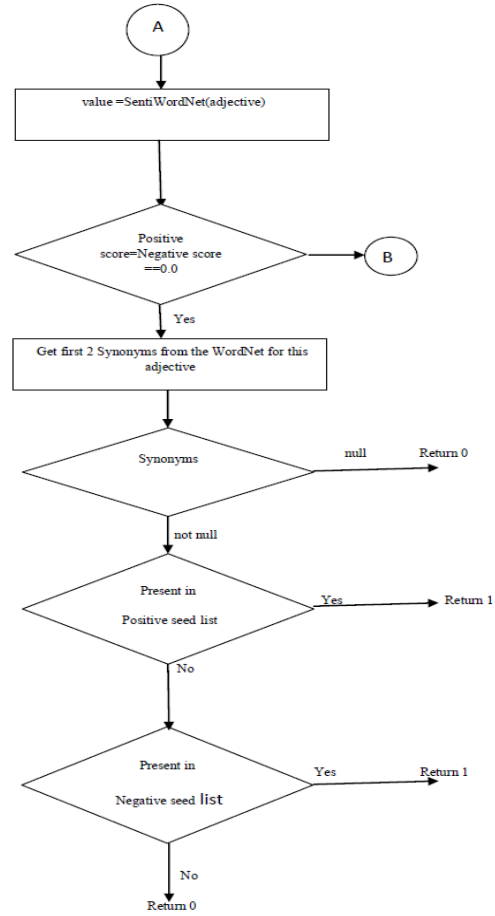 A
value =SentiWordNet(adjective)
Positive
score=Negative score
==0.0
B
Yes
Get first 2 Synonyms from the WordNet for this
adjective
Synonyms
null
Return 0
not null
Present in
Positive seed list
Yes
Return 1
No
Present in
Negative seed list
Yes
Return 1
No
Return 0